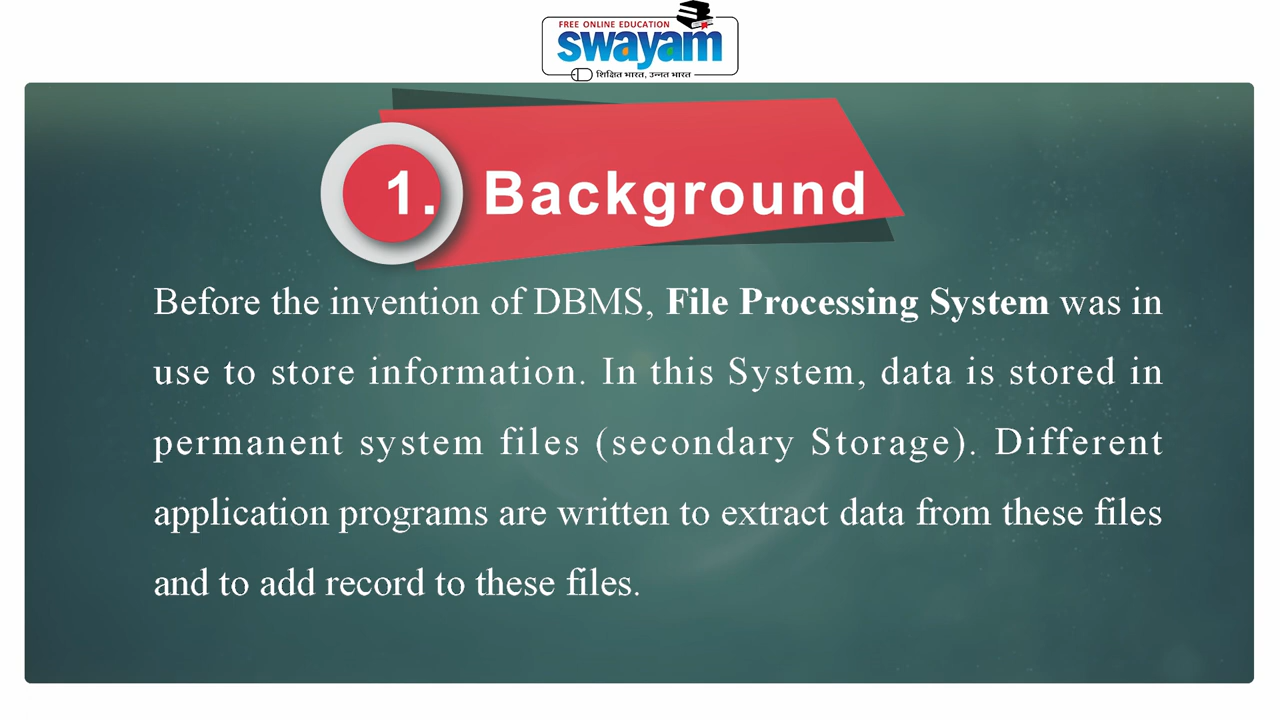 FREE ONLINE EDUCATION
swayam
शिक्षित भारत, उन्नत भारत
1. Background
Before the invention of DBMS, File Processing System was in
use to store information. In this System, data is stored in
permanent system files (secondary Storage). Different
application programs are written to extract data from these files
and to add record to these files.